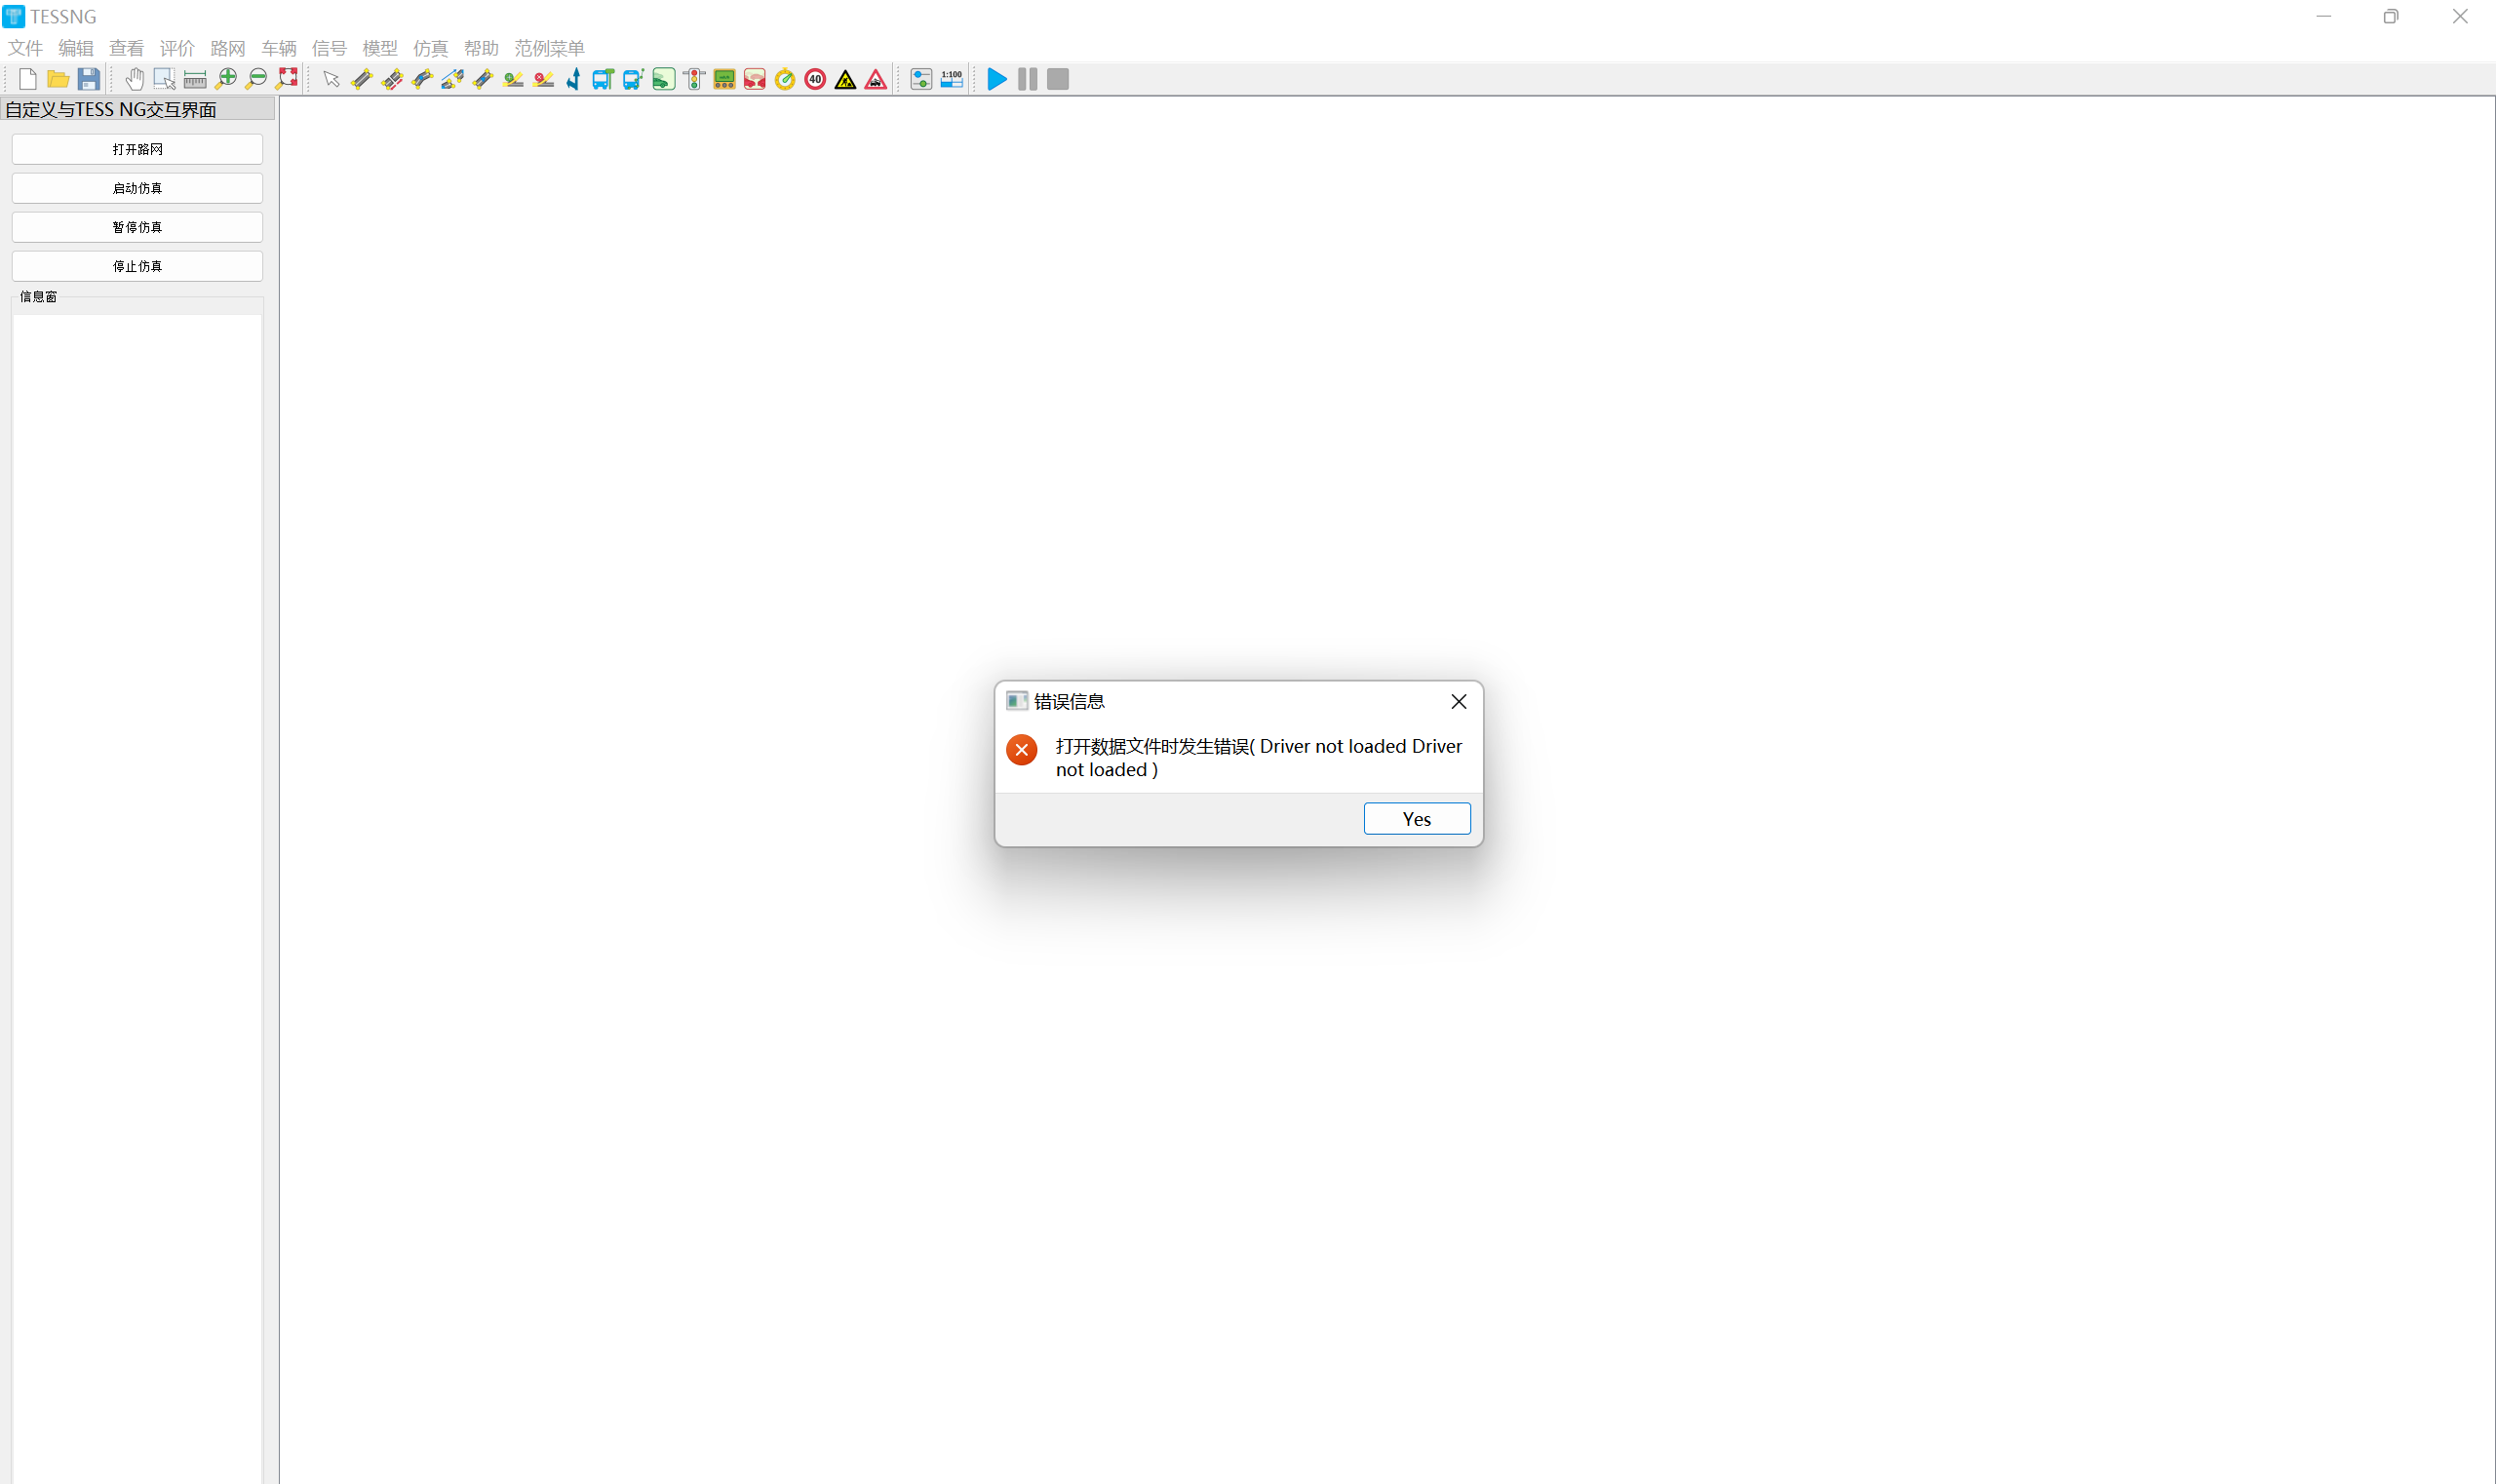 TESSNG
文件 编辑 查看 评价 路网 车辆 信号 模型 仿真 帮助 范例菜单
40 1:100
自定义与TESS NG交互界面
打开路网
启动仿真
暂停仿真
停止仿真
信息窗
错误信息
打开数据文件时发生错误( Driver not loaded Driver
not loaded )
Yes